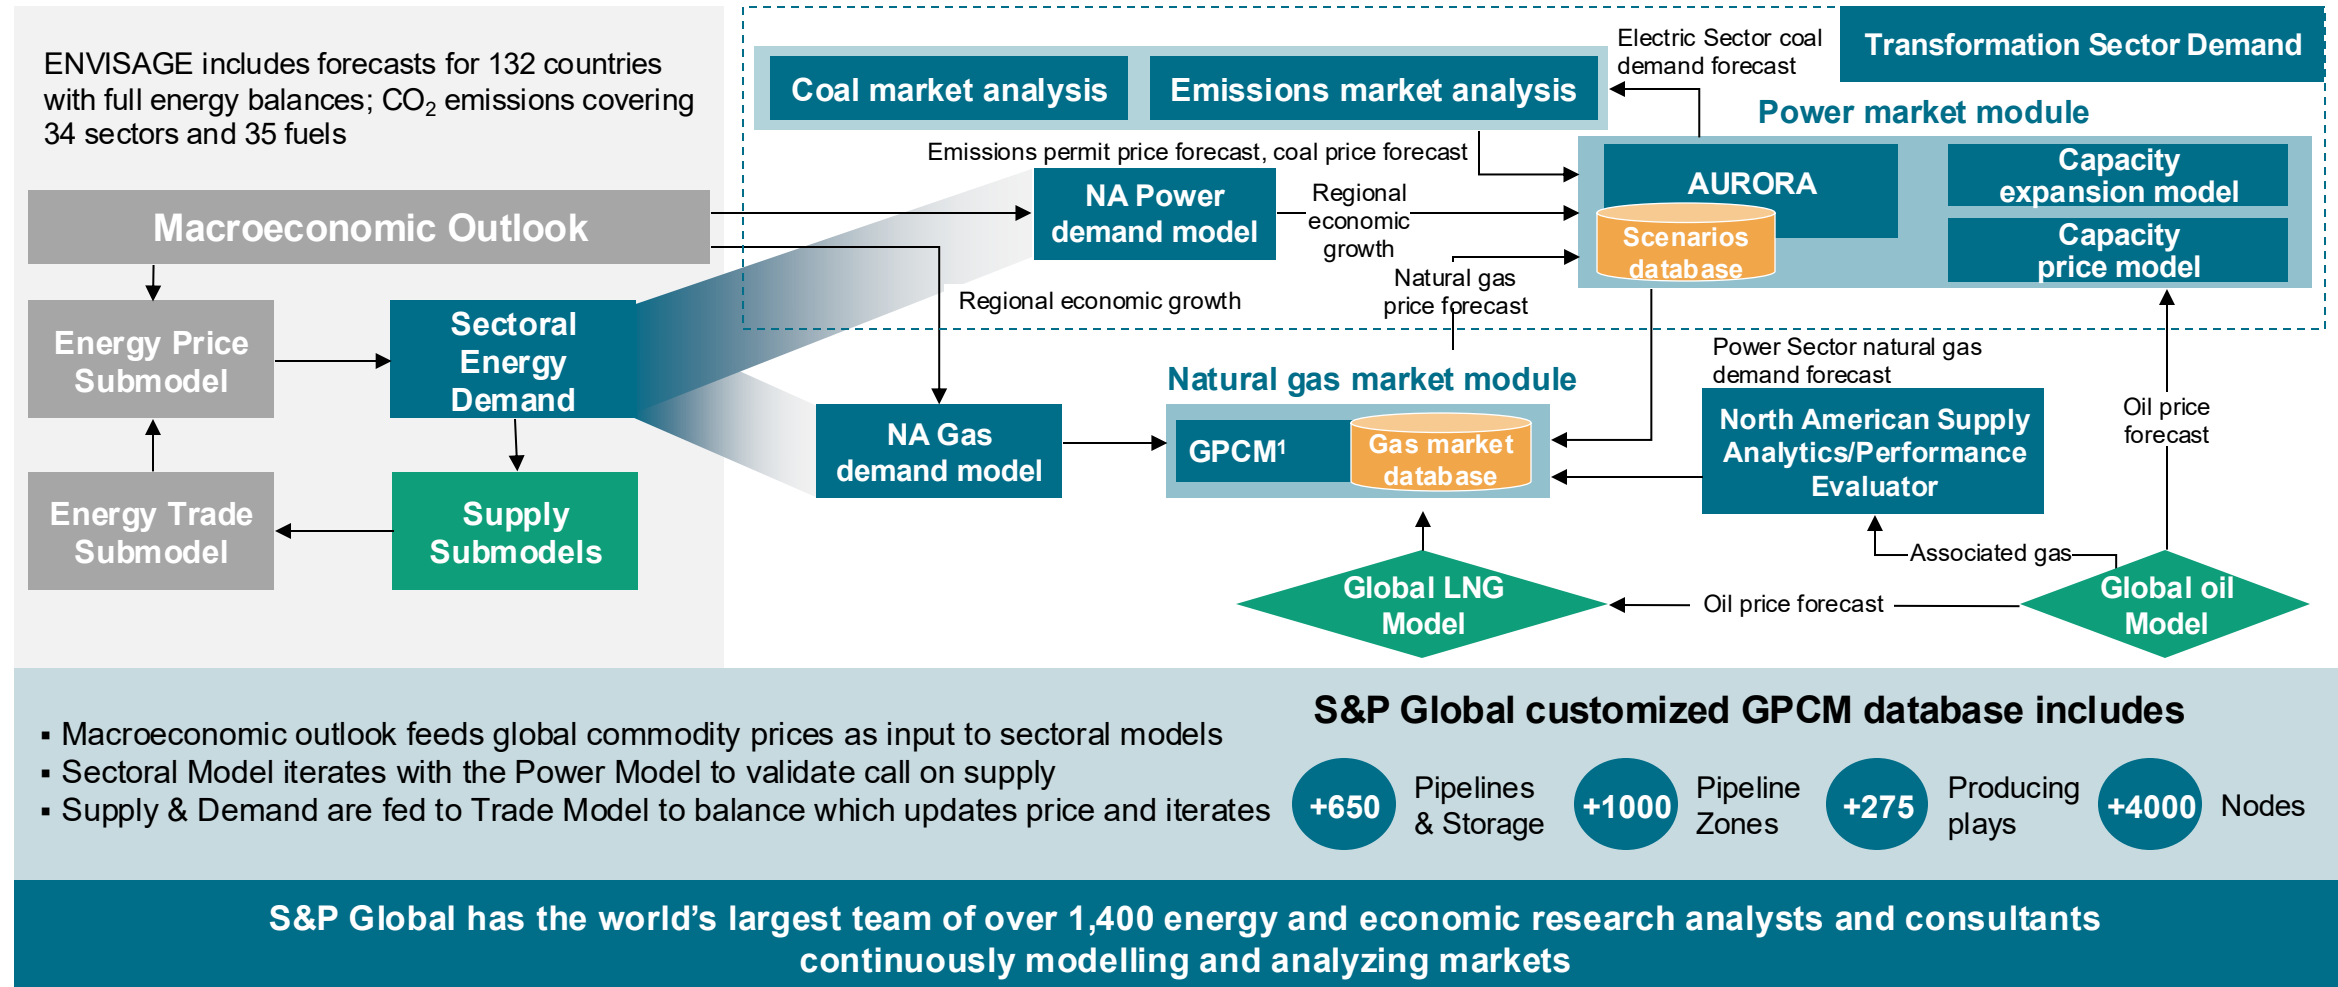 ENVISAGE includes forecasts for 132 countries
with full energy balances; CO₂ emissions covering
34 sectors and 35 fuels
Macroeconomic Outlook
Energy Price
Submodel
Sectoral
Energy
Demand
Energy Trade
Submodel
Supply
Submodels
Transformation Sector Demand
Coal market analysis
Emissions market analysis
Electric Sector coal
demand forecast
Power market module
Emissions permit price forecast, coal price forecast
NA Power
demand model
Regional
economic
growth
AURORA
Scenarios
database
Capacity
expansion model
Capacity
price model
Natural gas
price forecast
Regional economic growth
Natural gas market module
NA Gas
demand model
GPCM¹
Gas market
database
Power Sector natural gas
demand forecast
North American Supply
Analytics/Performance
Evaluator
Oil price
forecast
Associated gas
Global LNG
Model
Oil price forecast
Global oil
Model
▪ Macroeconomic outlook feeds global commodity prices as input to sectoral models
▪ Sectoral Model iterates with the Power Model to validate call on supply
▪ Supply & Demand are fed to Trade Model to balance which updates price and iterates
S&P Global customized GPCM database includes
+650
Pipelines
& Storage
+1000
Pipeline
Zones
+275
Producing
plays
+4000
Nodes
S&P Global has the world’s largest team of over 1,400 energy and economic research analysts and consultants
continuously modelling and analyzing markets